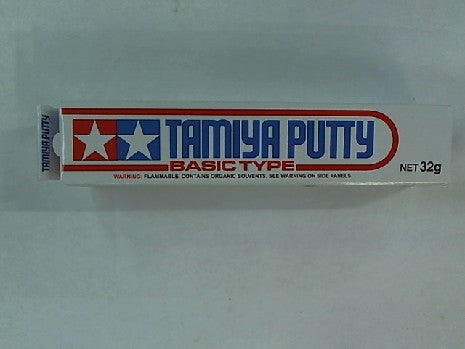 TAMIYA PUTTY
TAMIYA PUTTY
BASIC TYPE
NET 32g
WARNING: FLAMMABLE. CONTAINS ORGANIC SOLVENTS. SEE WARNING ON SIDE PANELS.